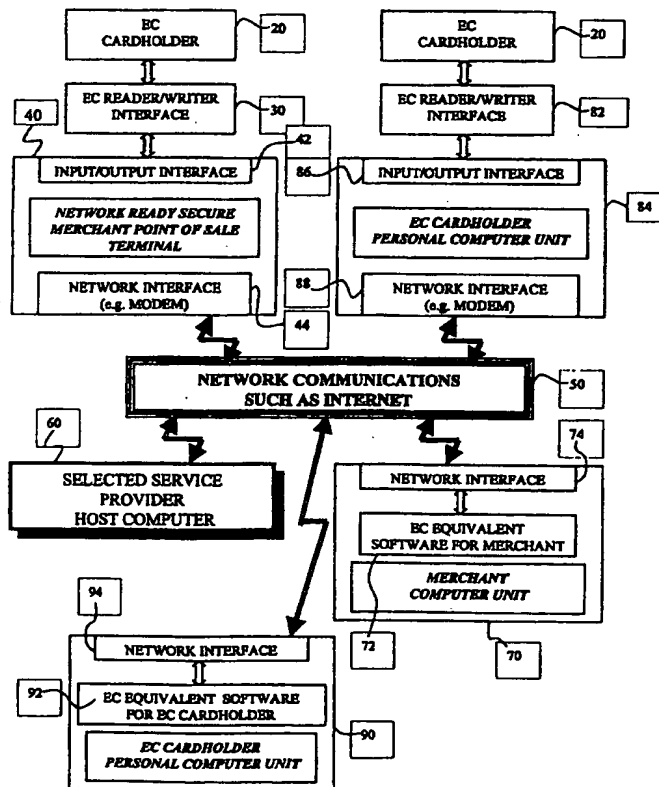 EC
CARDHOLDER
20
EC
CARDHOLDER
20
EC READER/WRITER
INTERFACE
30
EC READER/WRITER
INTERFACE
82
40
42
INPUT/OUTPUT INTERFACE
86
INPUT/OUTPUT INTERFACE
84
NETWORK READY SECURE
MERCHANT POINT OF SALE
TERMINAL
EC CARDHOLDER
PERSONAL COMPUTER UNIT
NETWORK INTERFACE
(e.g. MODEM)
44
88
NETWORK INTERFACE
(e.g. MODEM)
NETWORK COMMUNICATIONS
SUCH AS INTERNET
50
60
SELECTED SERVICE
PROVIDER
HOST COMPUTER
74
NETWORK INTERFACE
EC EQUIVALENT
SOFTWARE FOR MERCHANT
MERCHANT
COMPUTER UNIT
72
70
94
NETWORK INTERFACE
92
EC EQUIVALENT SOFTWARE
FOR EC CARDHOLDER
90
EC CARDHOLDER
PERSONAL COMPUTER UNIT